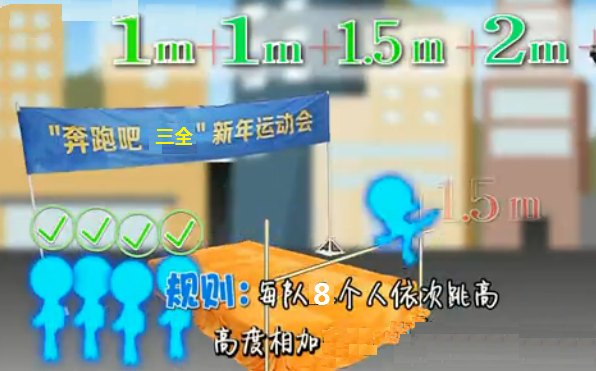 1m+1m+1.5m+2m+
"奔跑吧 三全"新年运动会
1.5m
规则:每队8个人依次跳高
高度相加